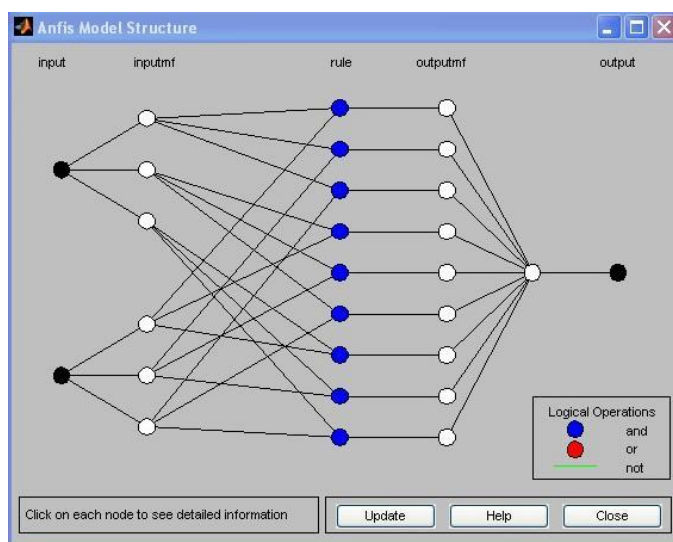 Anfis Model Structure
input inputmf rule outputmf output
Logical Operations
and
or
not
Click on each node to see detailed information
Update Help Close